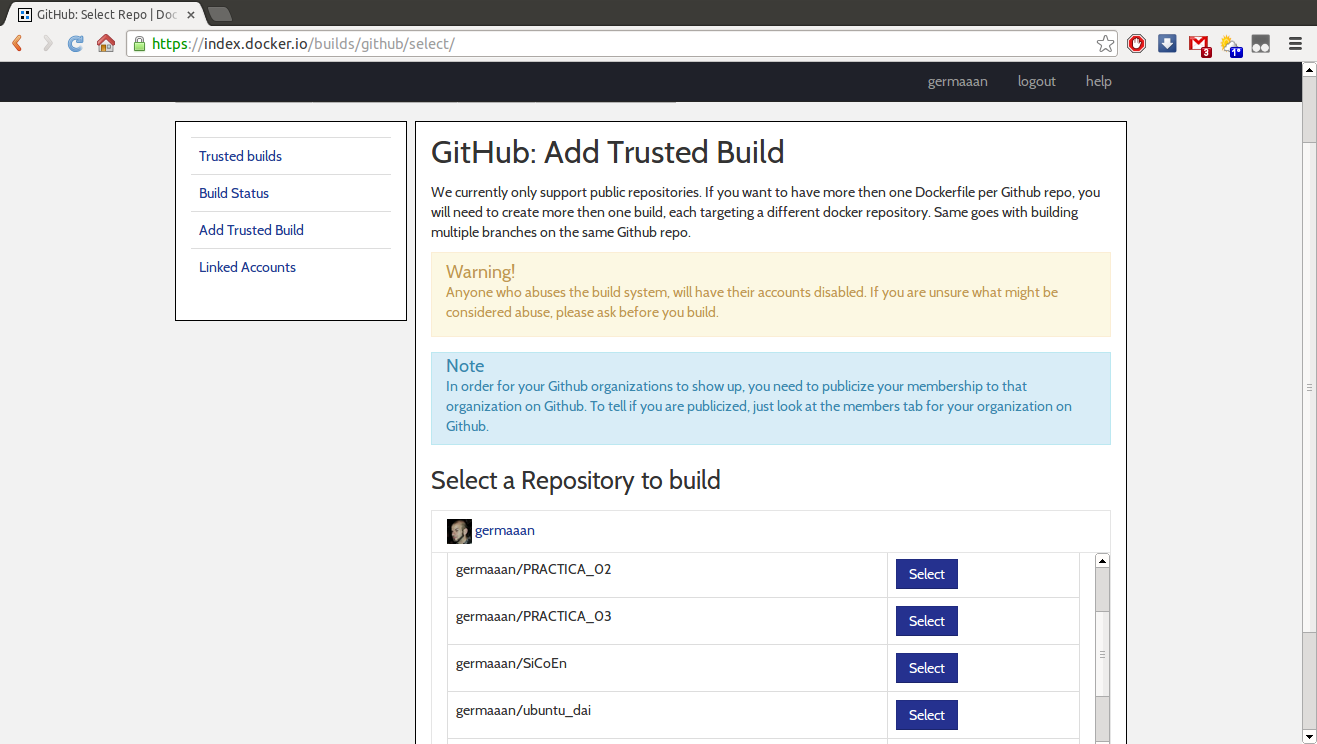 GitHub: Select Repo | Doc
https://index.docker.io/builds/github/select/
3
1°
germaaan
logout
help
Trusted builds
Build Status
Add Trusted Build
Linked Accounts
GitHub: Add Trusted Build
We currently only support public repositories. If you want to have more then one Dockerfile per Github repo, you
will need to create more then one build, each targeting a different docker repository. Same goes with building
multiple branches on the same Github repo.
Warning!
Anyone who abuses the build system, will have their accounts disabled. If you are unsure what might be
considered abuse, please ask before you build.
Note
In order for your Github organizations to show up, you need to publicize your membership to that
organization on Github. To tell if you are publicized, just look at the members tab for your organization on
Github.
Select a Repository to build
germaaan
germaaan/PRACTICA_02
Select
germaaan/PRACTICA_03
Select
germaaan/SiCoEn
Select
germaaan/ubuntu_dai
Select